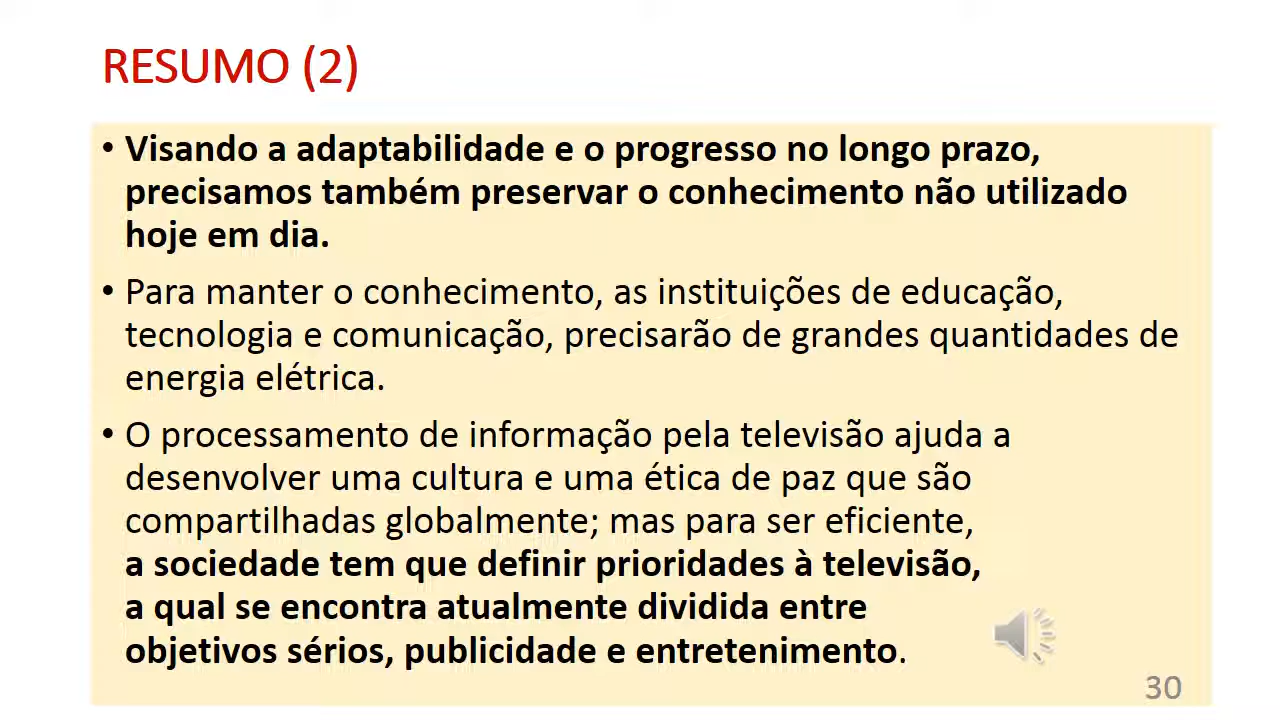 RESUMO (2)
• Visando a adaptabilidade e o progresso no longo prazo,
precisamos também preservar o conhecimento não utilizado
hoje em dia.
• Para manter o conhecimento, as instituições de educação,
tecnologia e comunicação, precisarão de grandes quantidades de
energia elétrica.
• O processamento de informação pela televisão ajuda a
desenvolver uma cultura e uma ética de paz que são
compartilhadas globalmente; mas para ser eficiente,
a sociedade tem que definir prioridades à televisão,
a qual se encontra atualmente dividida entre
objetivos sérios, publicidade e entretenimento.
30